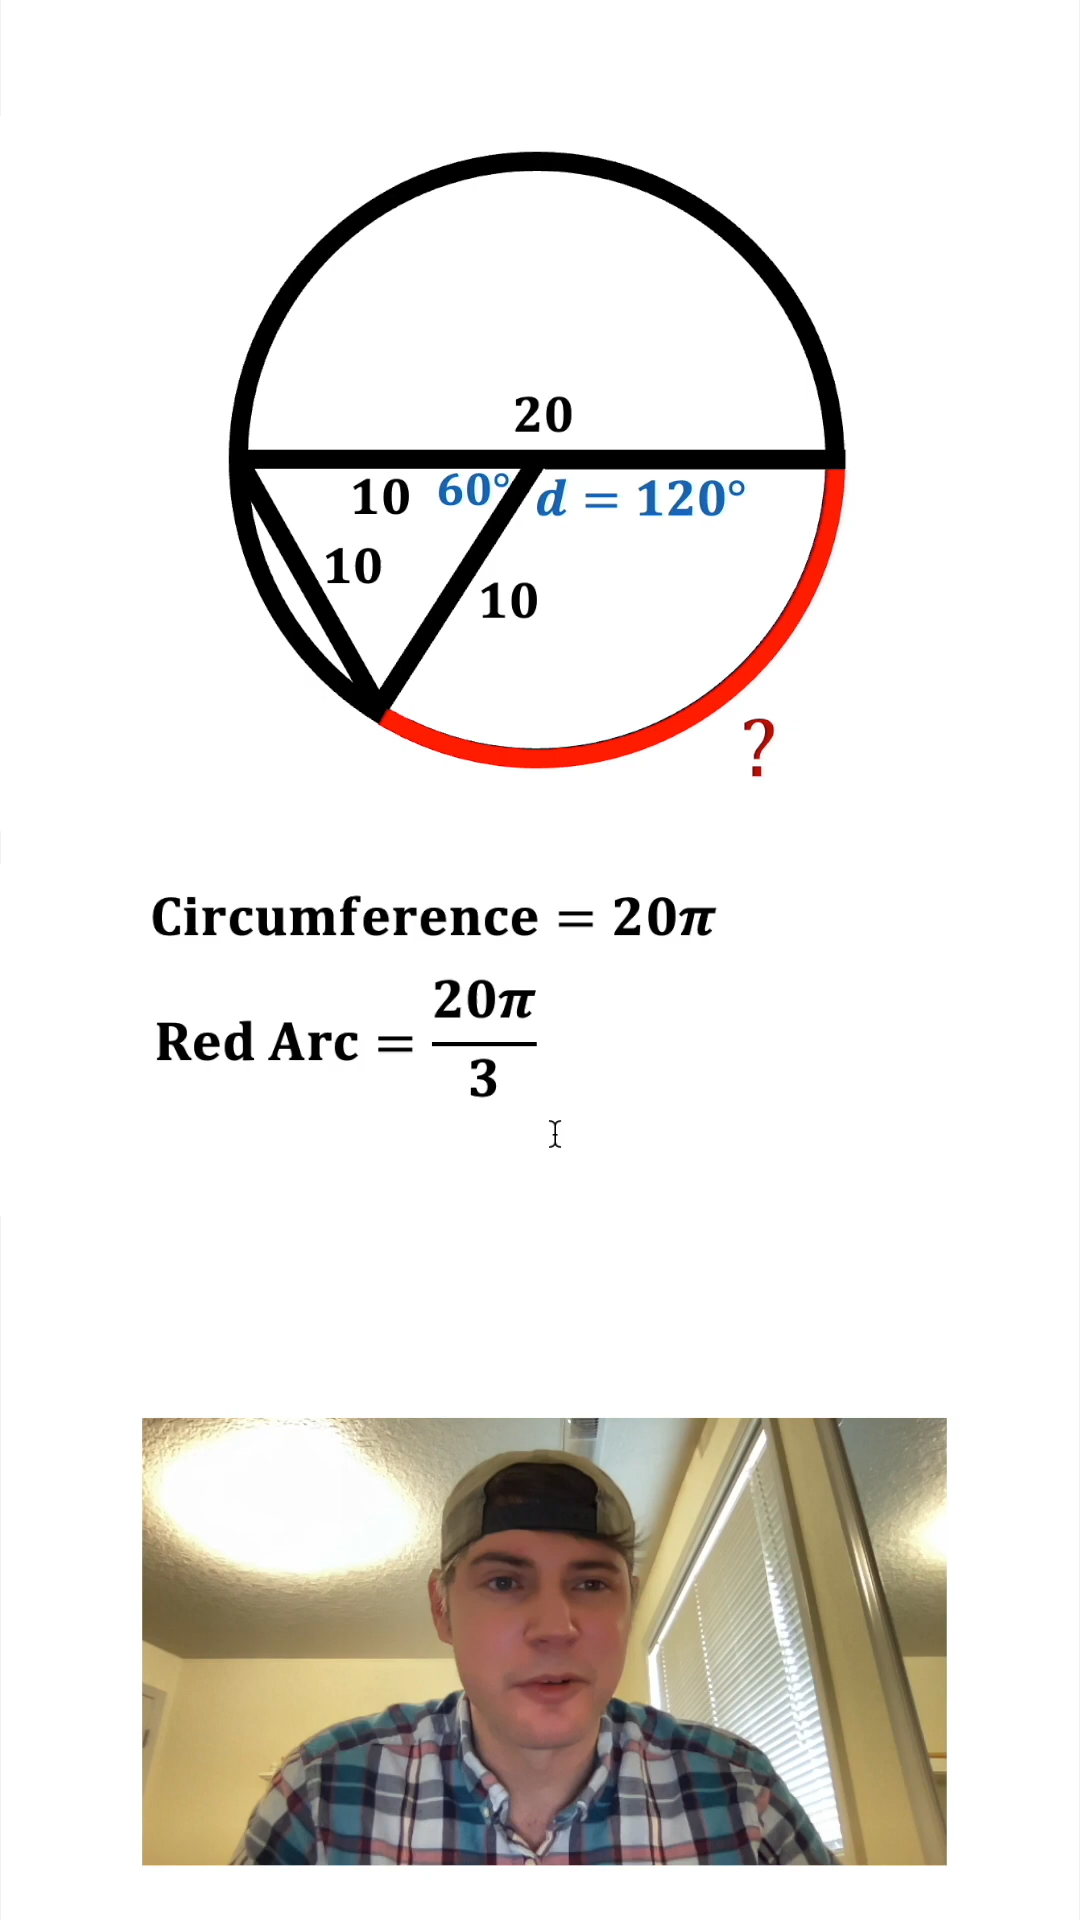 20
10 60° d = 120°
10
10
?
Circumference = 20π
Red Arc = 20π/3